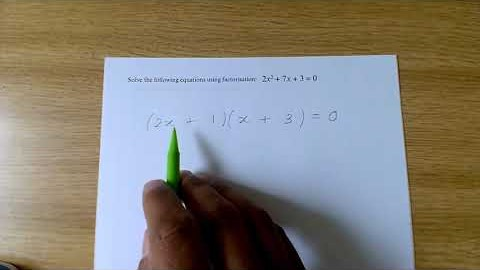 Solve the following equations using factorisation: 2x² + 7x + 3 = 0
(2x + 1)(x + 3) = 0